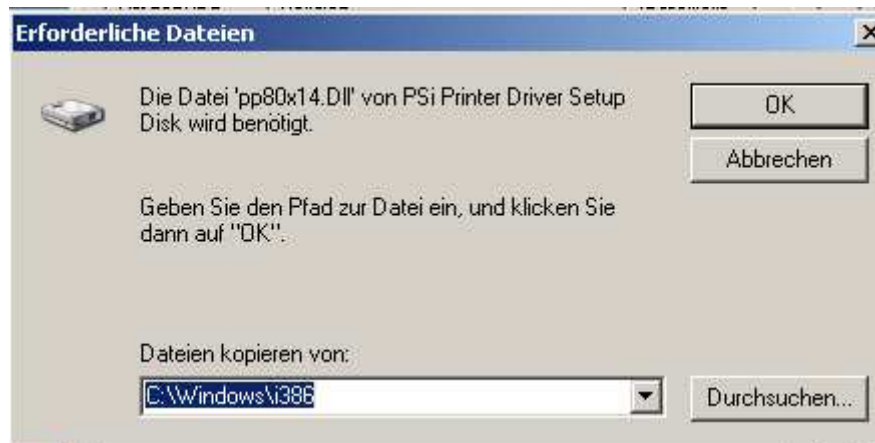 Erforderliche Dateien
Die Datei 'pp80x14.Dll' von PSi Printer Driver Setup
Disk wird benötigt.
OK
Abbrechen
Geben Sie den Pfad zur Datei ein, und klicken Sie
dann auf "OK".
Dateien kopieren von:
C:\Windows\i386
Durchsuchen...